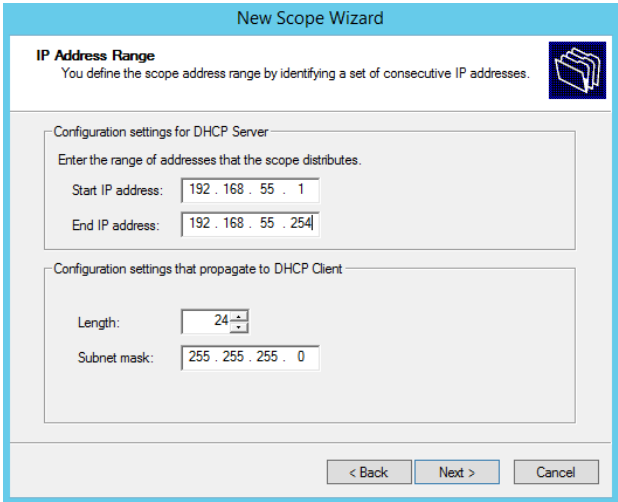 New Scope Wizard
IP Address Range
You define the scope address range by identifying a set of consecutive IP addresses.
Configuration settings for DHCP Server
Enter the range of addresses that the scope distributes.
Start IP address: 192 . 168 . 55 . 1
End IP address: 192 . 168 . 55 . 254
Configuration settings that propagate to DHCP Client
Length: 24
Subnet mask: 255 . 255 . 255 . 0
< Back Next > Cancel